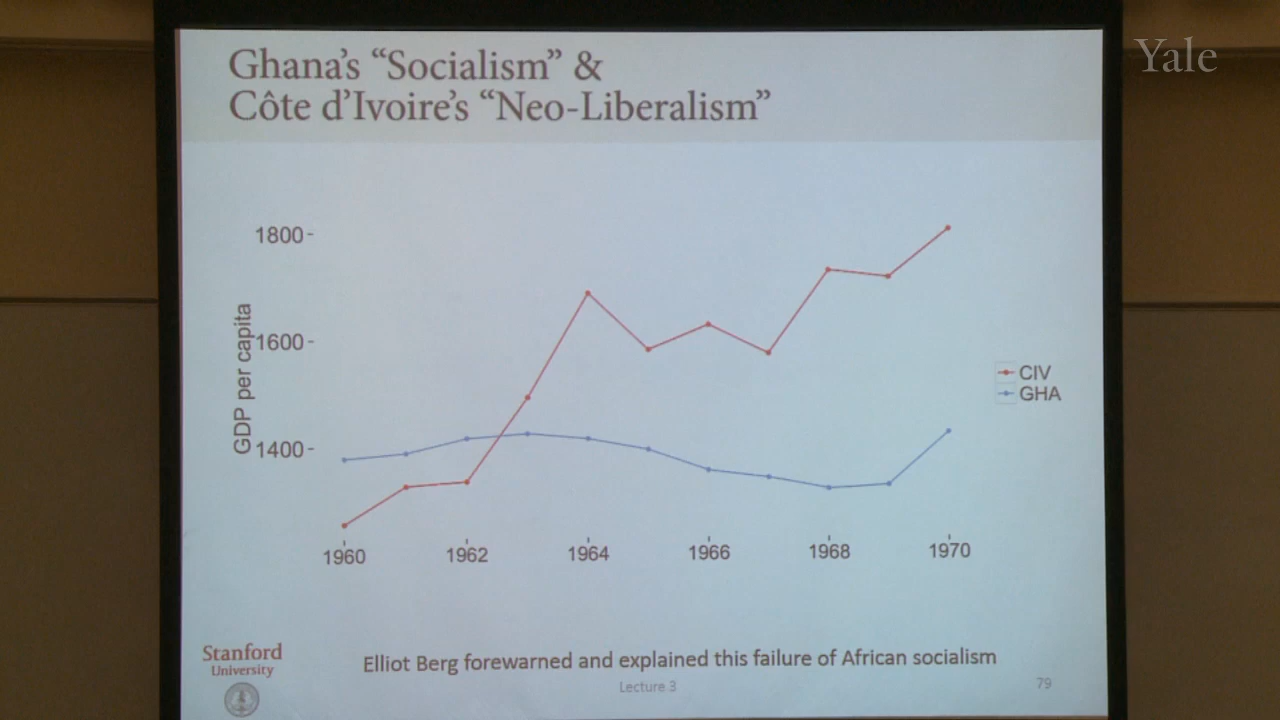 Yale
Ghana's “Socialism” &
Côte d'Ivoire's “Neo-Liberalism”
GDP per capita
1800
1600
1400
1960
1962
1964
1966
1968
1970
CIV
GHA
Stanford
University
Elliot Berg forewarned and explained this failure of African socialism
Lecture 3
79